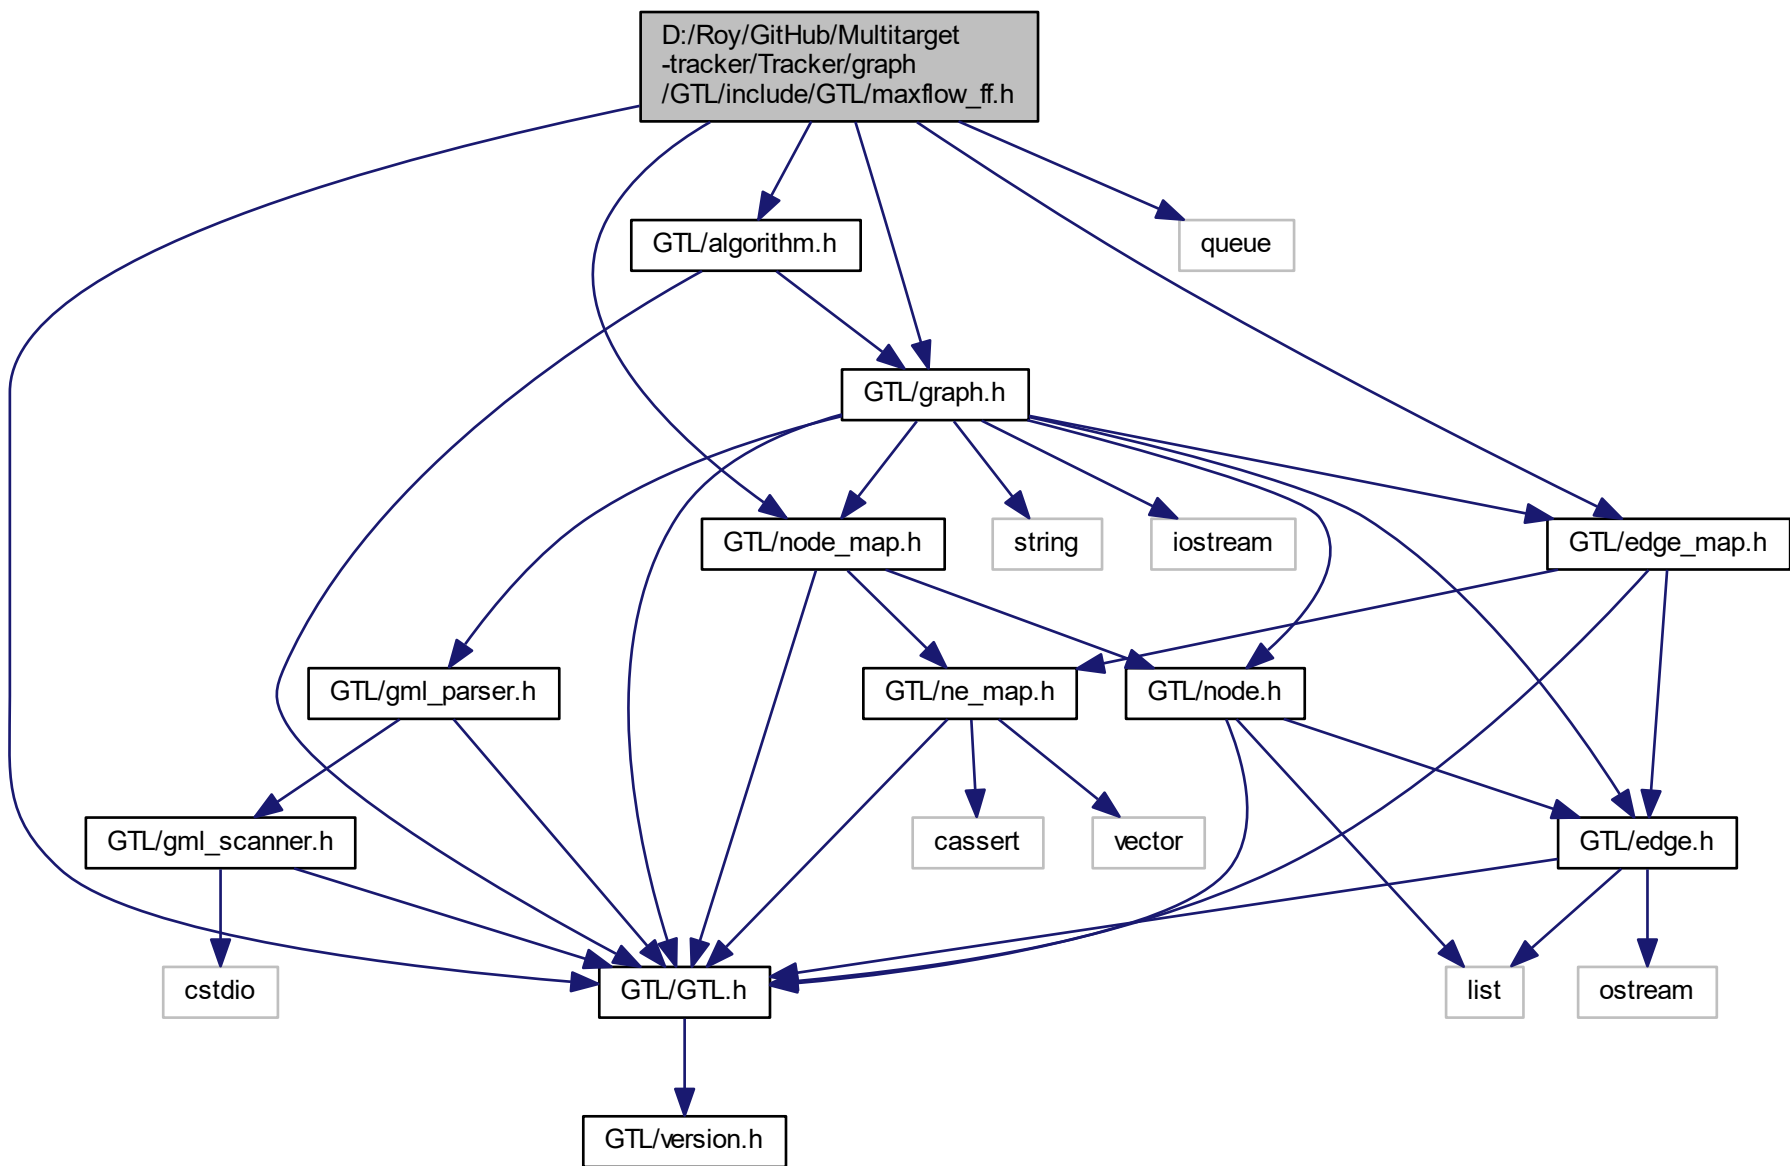 D:/Roy/GitHub/Multitarget
-tracker/Tracker/graph
/GTL/include/GTL/maxflow_ff.h
GTL/algorithm.h
queue
GTL/graph.h
GTL/node_map.h
string
iostream
GTL/edge_map.h
GTL/gml_parser.h
GTL/ne_map.h
GTL/node.h
GTL/gml_scanner.h
cassert
vector
GTL/edge.h
cstdio
GTL/GTL.h
list
ostream
GTL/version.h